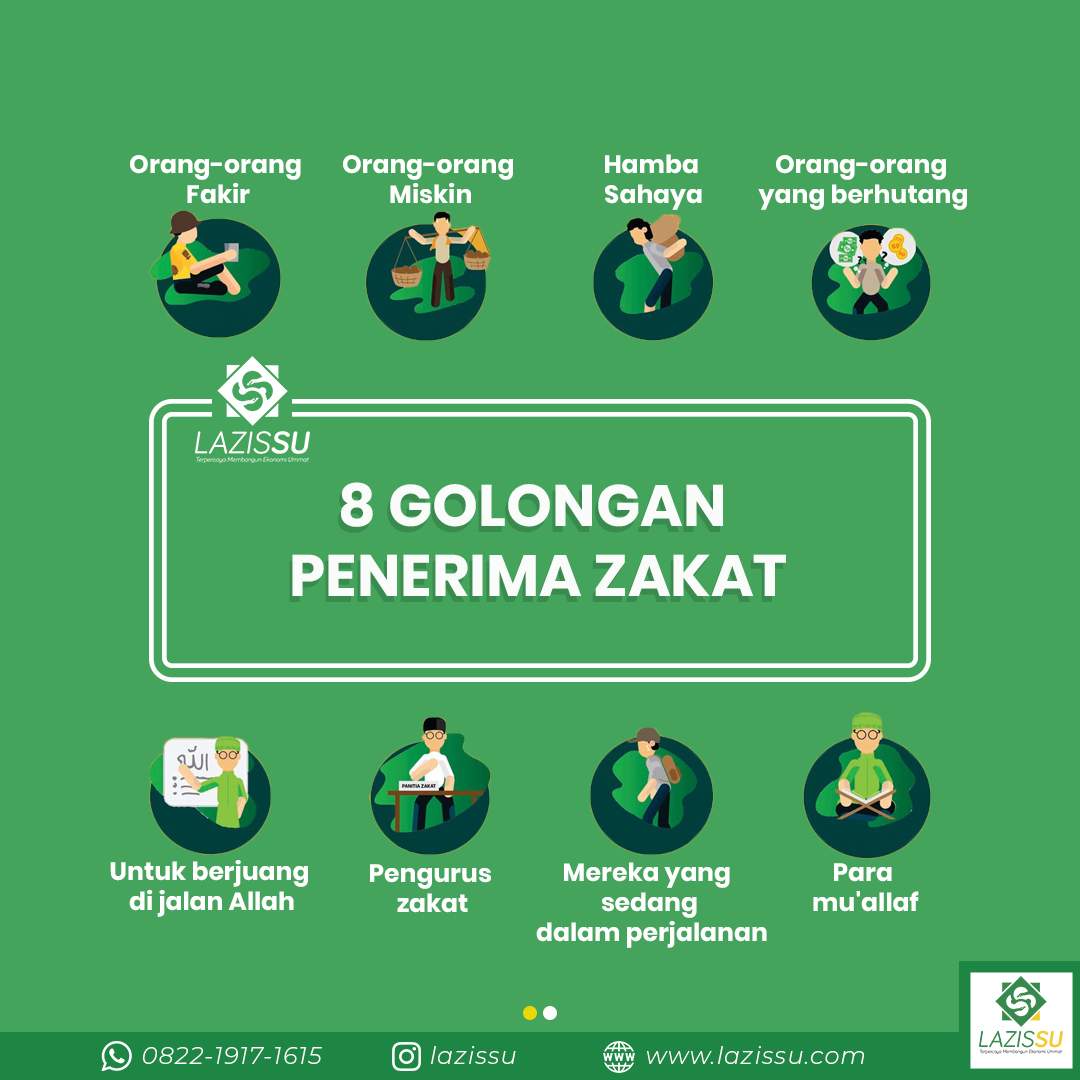 Orang-orang
Fakir
Orang-orang
Miskin
Hamba
Sahaya
Orang-orang
yang berhutang
LAZISSU
Terpercaya Membangun Ekonomi Ummat
8 GOLONGAN
PENERIMA ZAKAT
الله
PANITIA ZAKAT
Untuk berjuang
di jalan Allah
Pengurus
zakat
Mereka yang
sedang
dalam perjalanan
Para
mu'allaf
0822-1917-1615
lazissu
www.lazissu.com
LAZISSU
Terpercaya Membangun Ekonomi Ummat